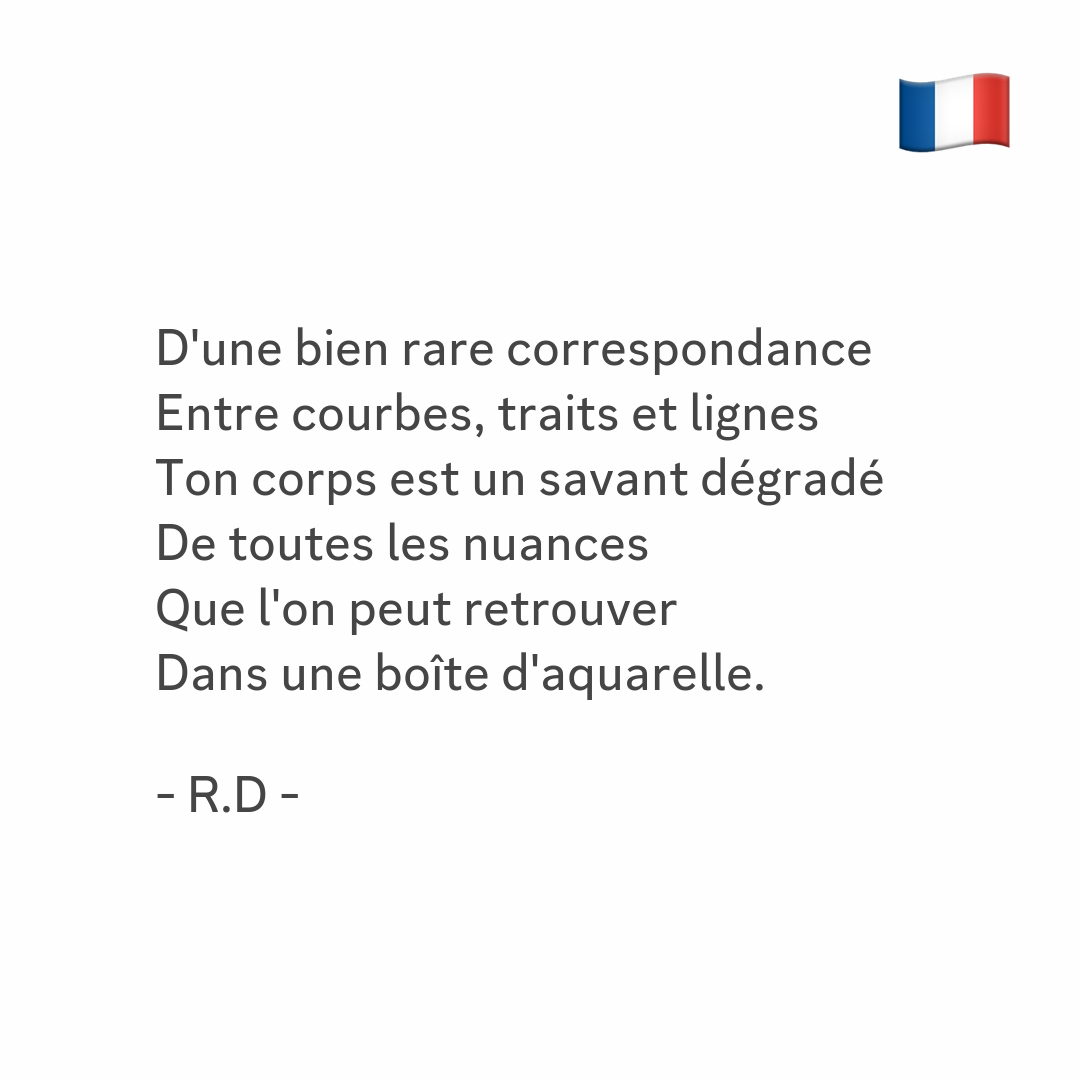 D'une bien rare correspondance
Entre courbes, traits et lignes
Ton corps est un savant dégradé
De toutes les nuances
Que l'on peut retrouver
Dans une boîte d'aquarelle.
- R.D -